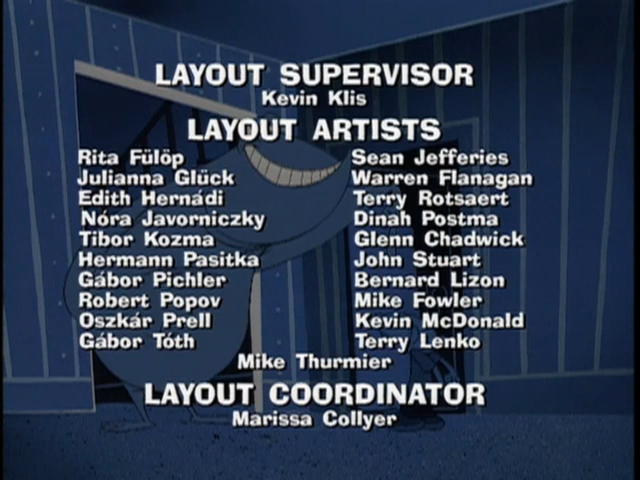 LAYOUT SUPERVISOR
Kevin Klis
LAYOUT ARTISTS
Rita Fülöp Sean Jefferies
Julianna Glück Warren Flanagan
Edith Hernádi Terry Rotsaert
Nóra Javorniczky Dinah Postma
Tibor Kozma Glenn Chadwick
Hermann Pasitka John Stuart
Gábor Pichler Bernard Lizon
Robert Popov Mike Fowler
Oszkár Prell Kevin McDonald
Gábor Tóth Terry Lenko
Mike Thurmier
LAYOUT COORDINATOR
Marissa Collyer